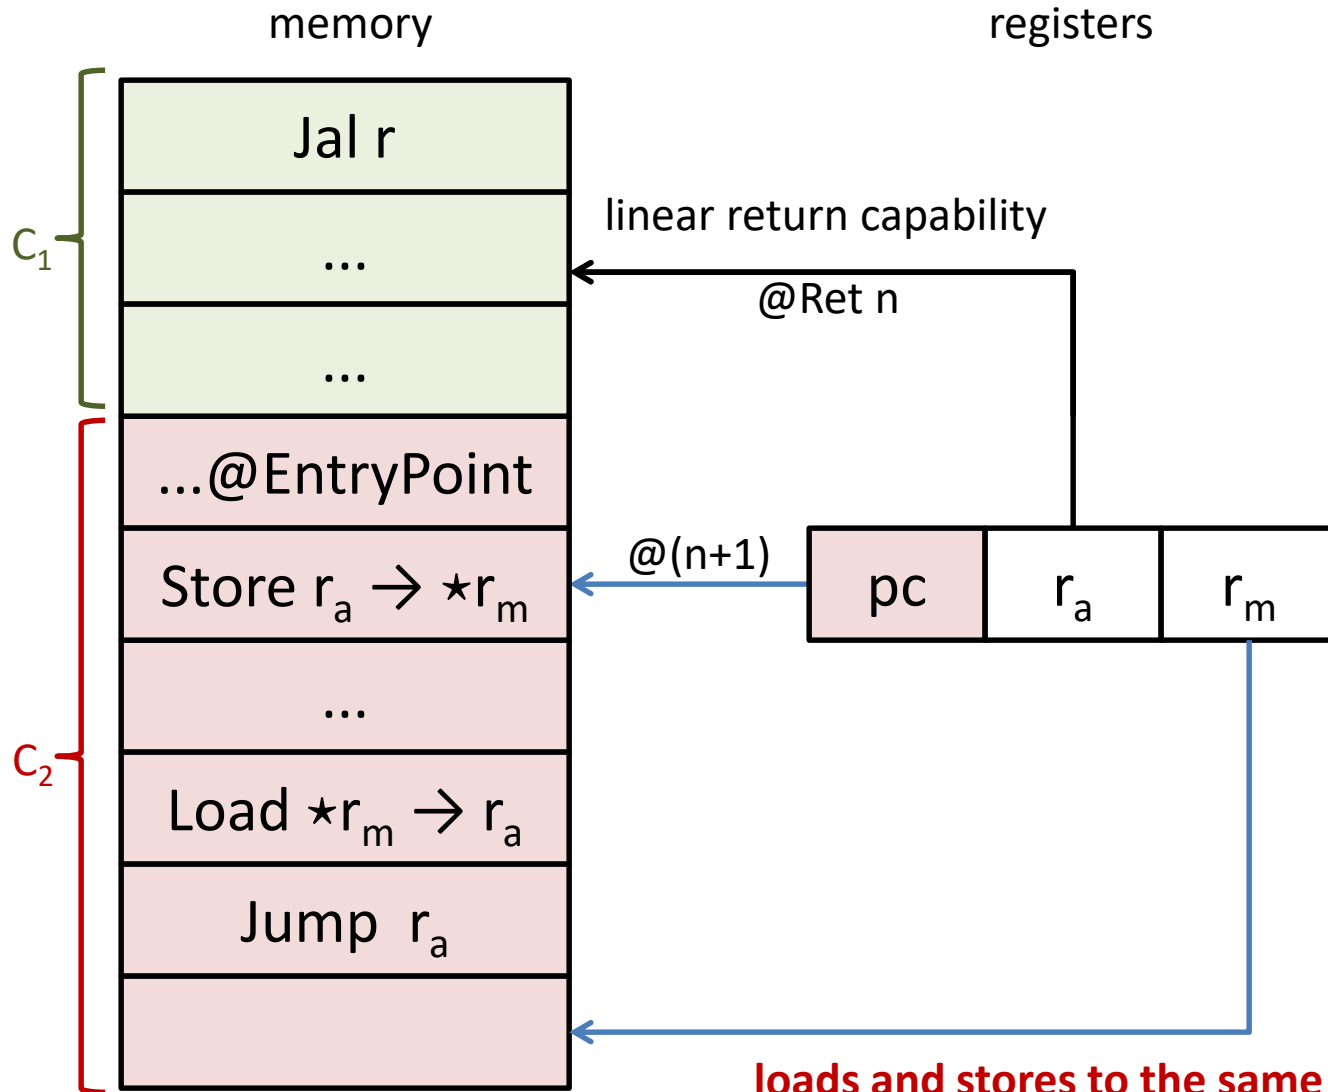 memory
registers
Jal r
linear return capability
C₁
...
@Ret n
...
...@EntryPoint
@(n+1)
Store rₐ → ⋆rₘ
pc
rₐ
rₘ
...
C₂
Load ⋆rₘ → rₐ
Jump rₐ
loads and stores to the same